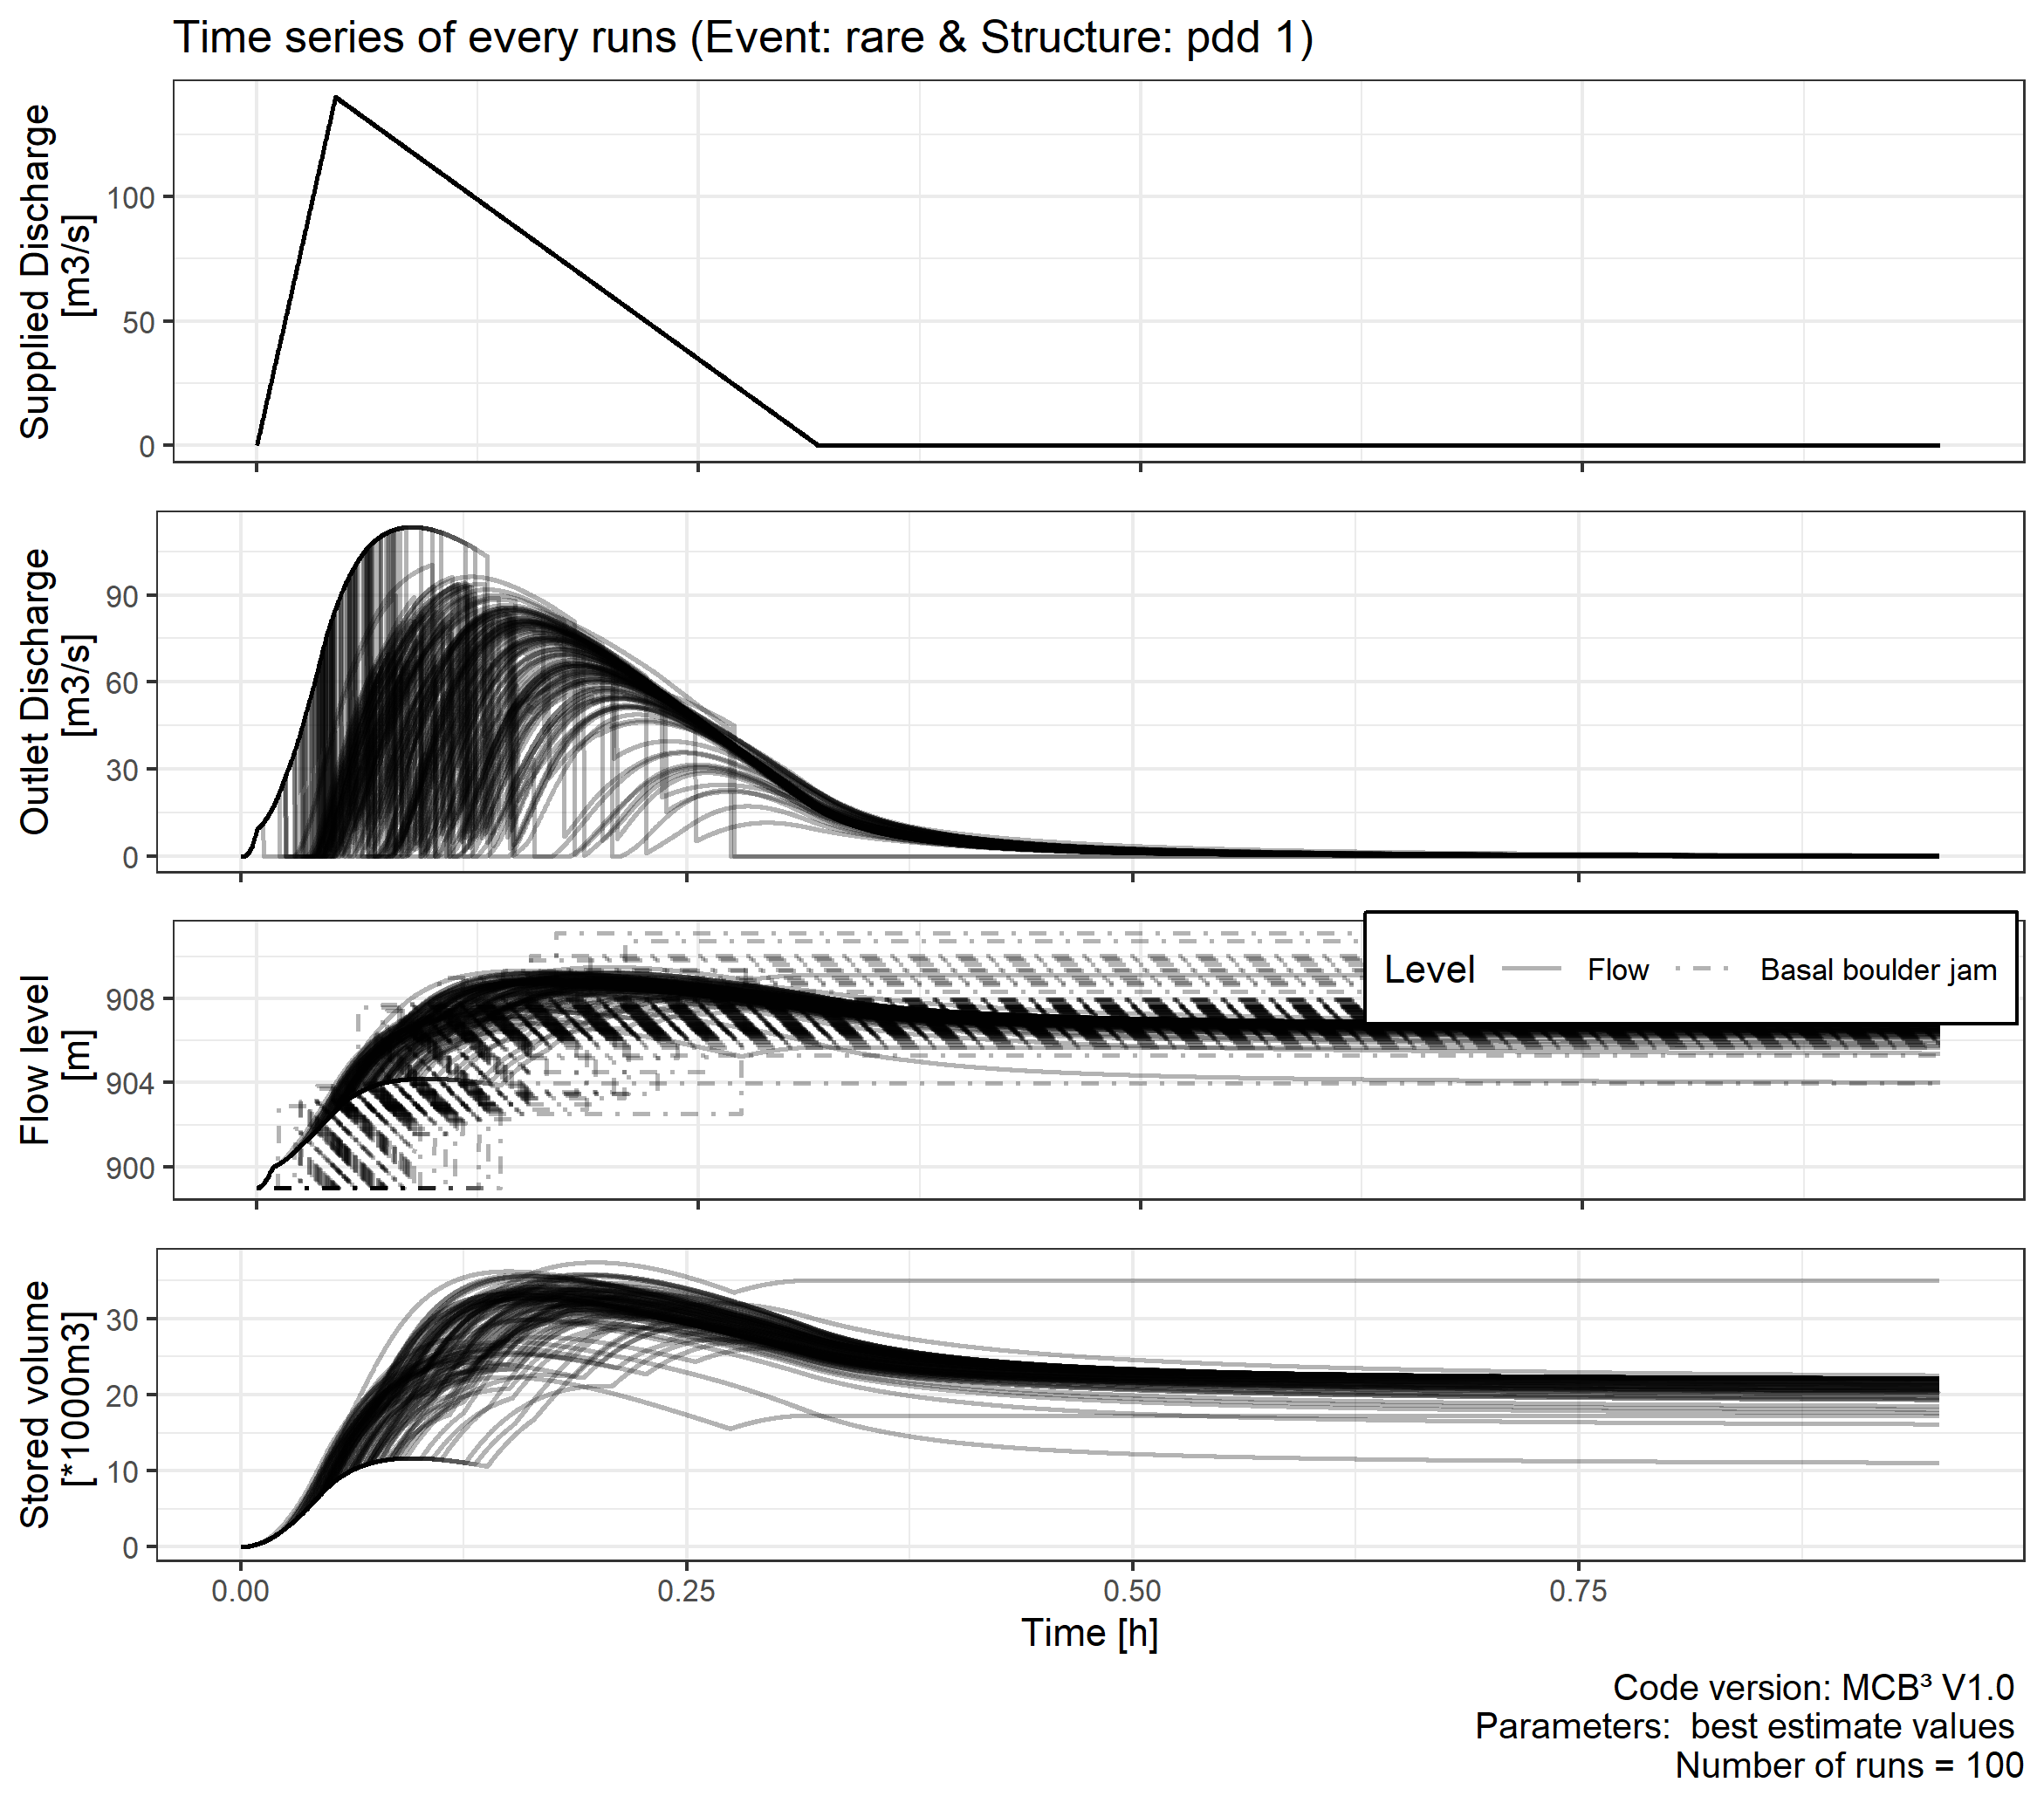 Time series of every runs (Event: rare & Structure: pdd 1)
Supplied Discharge
[m3/s]
100
50
0
Outlet Discharge
[m3/s]
90
60
30
0
Flow level
[m]
908
904
900
Level Flow Basal boulder jam
Stored volume
[*1000m3]
30
20
10
0
0.00 0.25 0.50 0.75
Time [h]
Code version: MCB³ V1.0
Parameters:  best estimate values
Number of runs = 100